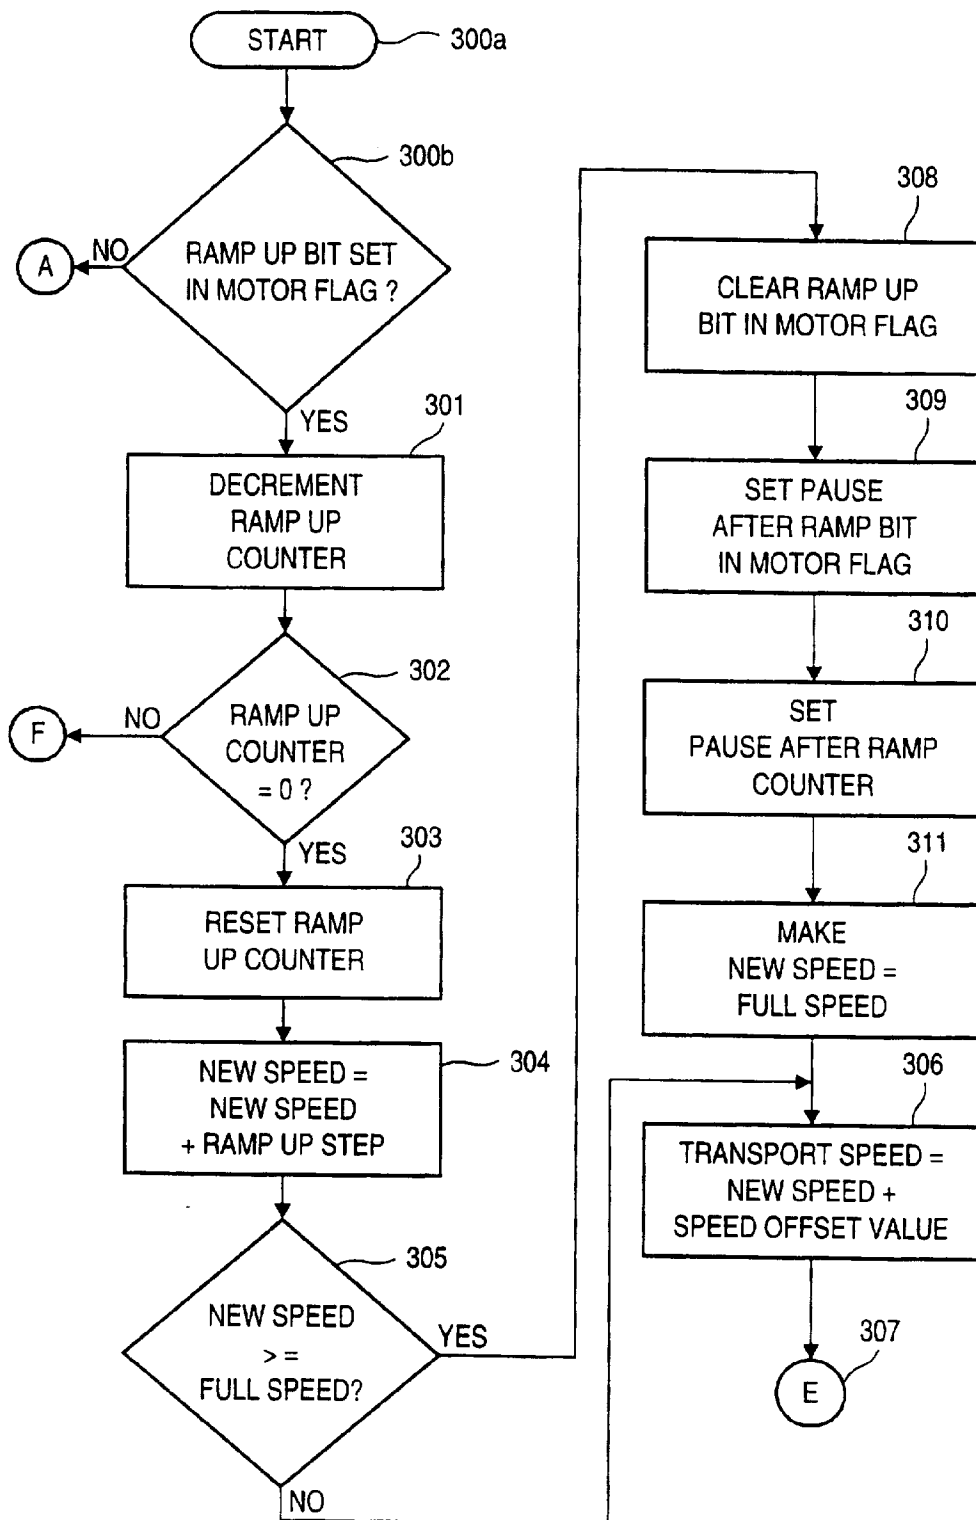 START
300a
300b
RAMP UP BIT SET
IN MOTOR FLAG ?
NO
A
YES
301
DECREMENT
RAMP UP
COUNTER
302
RAMP UP
COUNTER
= 0 ?
NO
F
YES
303
RESET RAMP
UP COUNTER
304
NEW SPEED =
NEW SPEED
+ RAMP UP STEP
305
NEW SPEED
> =
FULL SPEED?
YES
NO
308
CLEAR RAMP UP
BIT IN MOTOR FLAG
309
SET PAUSE
AFTER RAMP BIT
IN MOTOR FLAG
310
SET
PAUSE AFTER RAMP
COUNTER
311
MAKE
NEW SPEED =
FULL SPEED
306
TRANSPORT SPEED =
NEW SPEED +
SPEED OFFSET VALUE
307
E